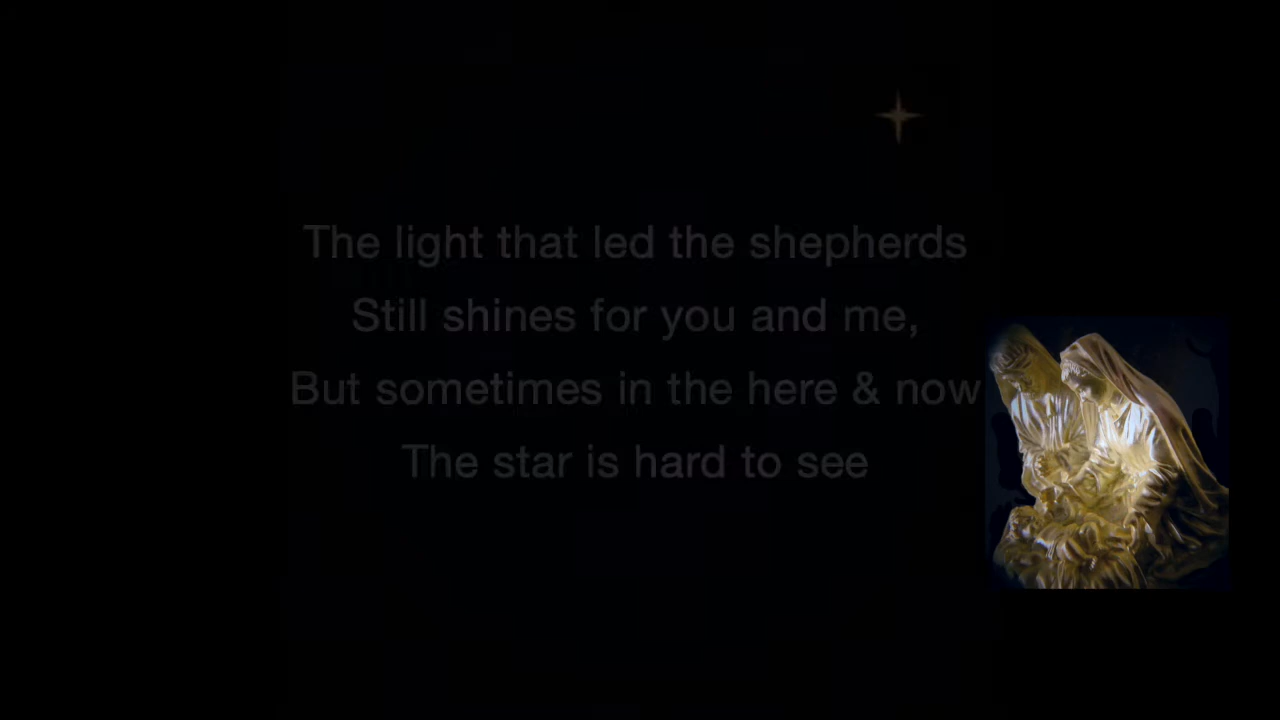 The light that led the shepherds
Still shines for you and me,
But sometimes in the here & now
The star is hard to see